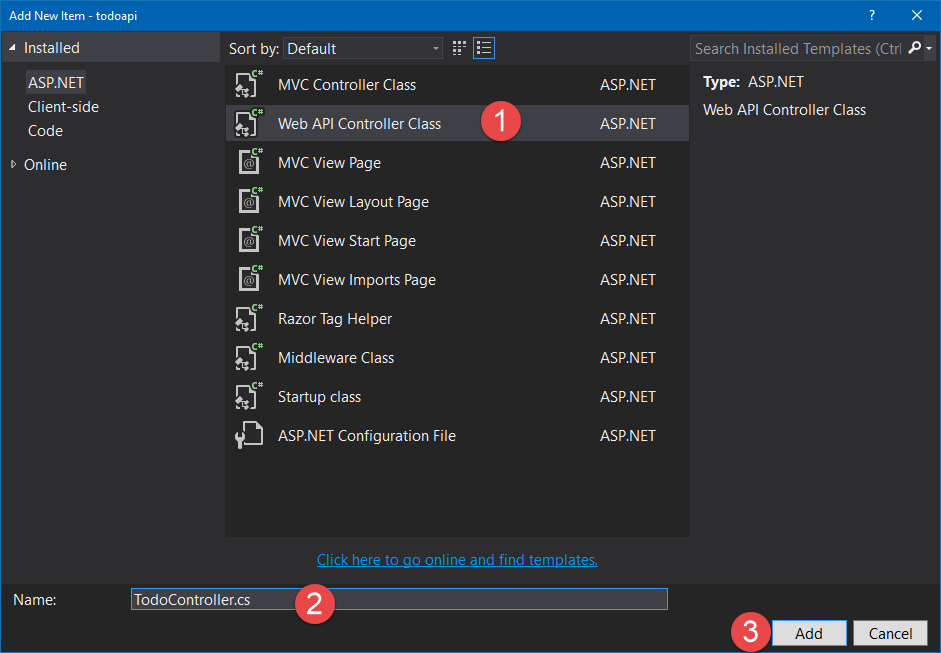 Add New Item - todoapi ?
Installed
ASP.NET
Client-side
Code
Online
Sort by: Default
MVC Controller Class ASP.NET
Web API Controller Class 1 ASP.NET
MVC View Page ASP.NET
MVC View Layout Page ASP.NET
MVC View Start Page ASP.NET
MVC View Imports Page ASP.NET
Razor Tag Helper ASP.NET
Middleware Class ASP.NET
Startup class ASP.NET
ASP.NET Configuration File ASP.NET
Search Installed Templates (Ctrl
Type: ASP.NET
Web API Controller Class
Click here to go online and find templates.
Name: TodoController.cs 2
3 Add Cancel